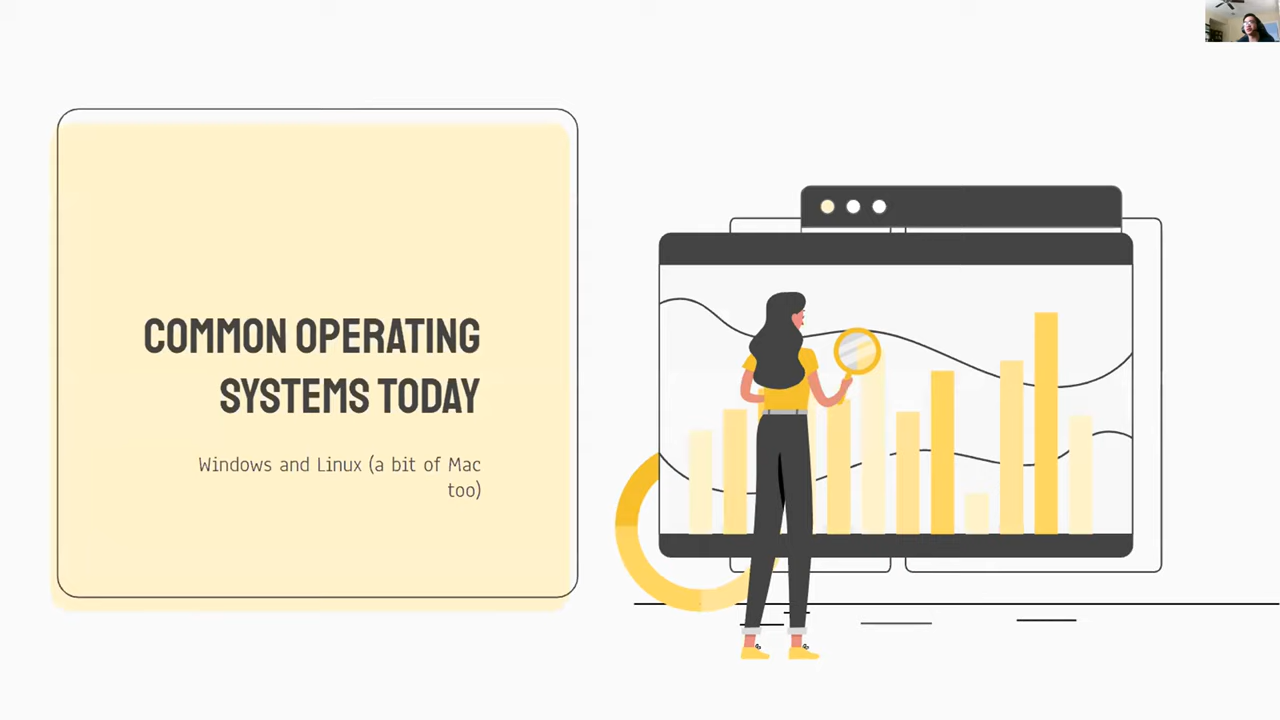 COMMON OPERATING
SYSTEMS TODAY
Windows and Linux (a bit of Mac
too)